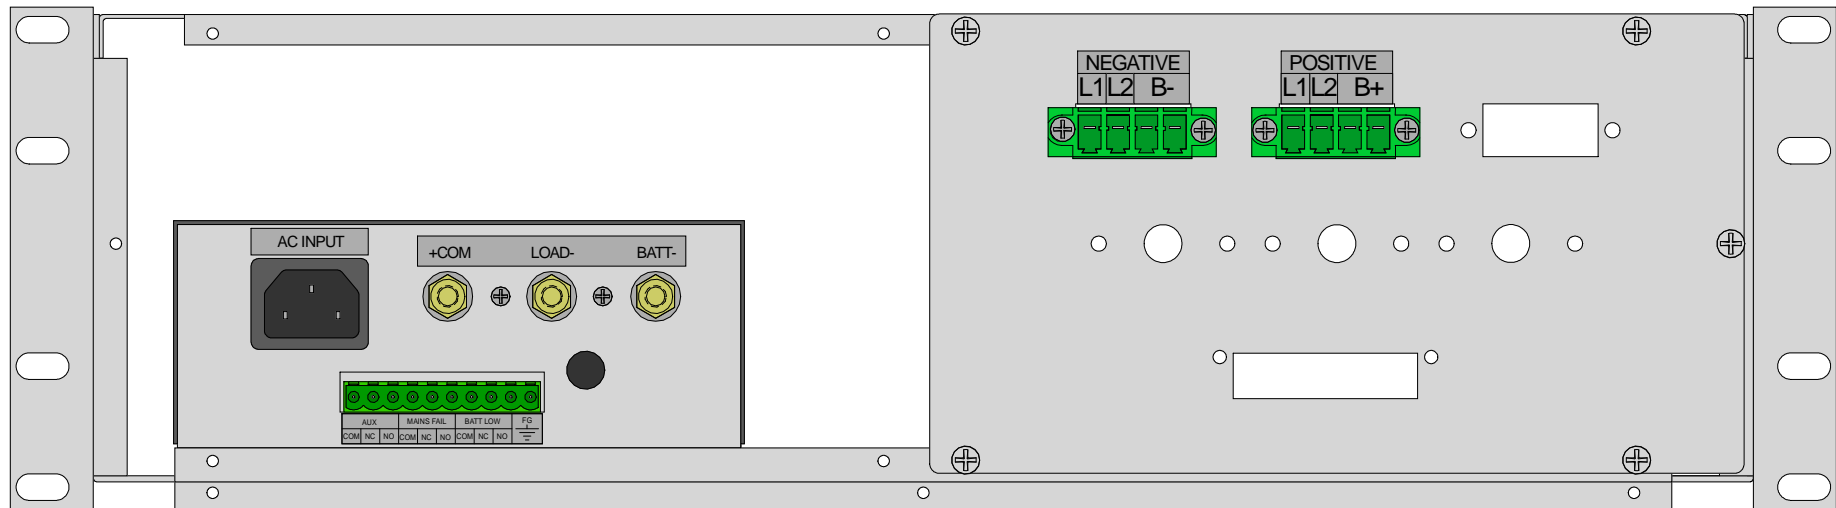 NEGATIVE
L1 L2 B-
POSITIVE
L1 L2 B+
AC INPUT
+COM LOAD- BATT-
AUX MAINS FAIL BATT LOW FG
COM NC NO COM NC NO COM NC NO